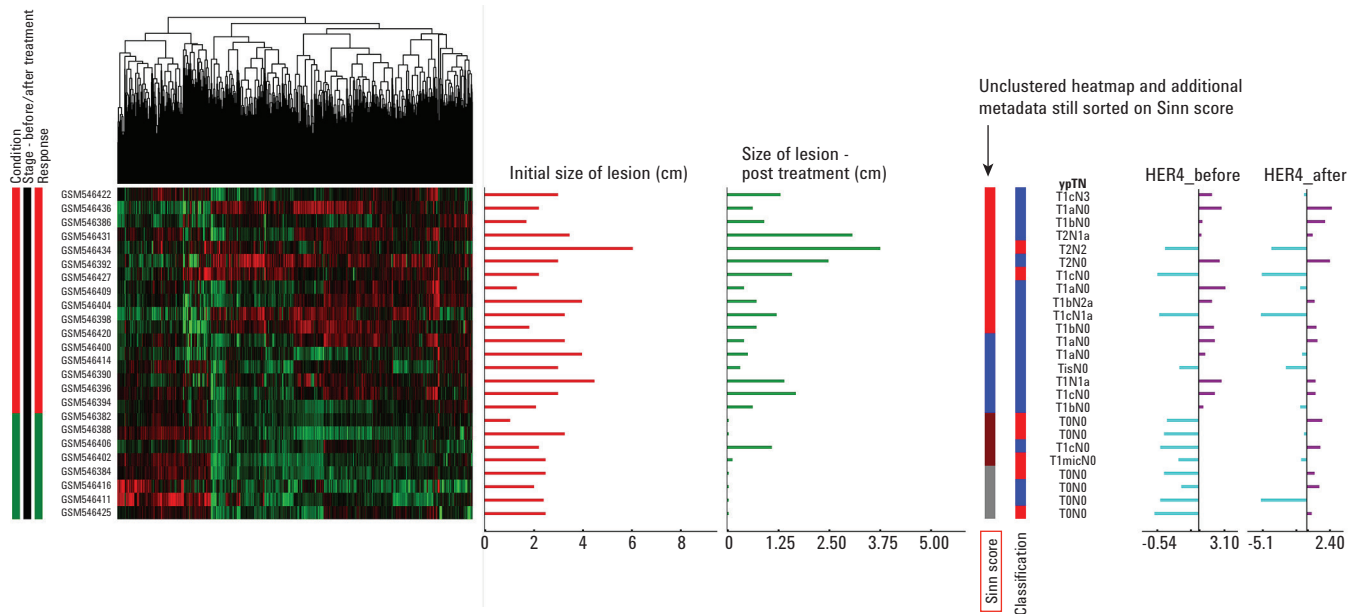 Unclustered heatmap and additional
metadata still sorted on Sinn score
Condition
Stage - before/after treatment
Response
Initial size of lesion (cm)
Size of lesion -
post treatment (cm)
ypTN
HER4_before
HER4_after
GSM546422
GSM546436
GSM546386
GSM546431
GSM546434
GSM546392
GSM546427
GSM546409
GSM546404
GSM546398
GSM546420
GSM546400
GSM546414
GSM546390
GSM546396
GSM546394
GSM546382
GSM546388
GSM546406
GSM546402
GSM546384
GSM546416
GSM546411
GSM546425
T1cN3
T1aN0
T1bN0
T2N1a
T2N2
T2N0
T1cN0
T1aN0
T1bN2a
T1cN1a
T1bN0
T1aN0
T1aN0
TisN0
T1N1a
T1cN0
T1bN0
T0N0
T0N0
T1cN0
T1micN0
T0N0
T0N0
T0N0
T0N0
0 2 4 6 8
0 1.25 2.50 3.75 5.00
Sinn score
Classification
-0.54 3.10
-5.1 2.40